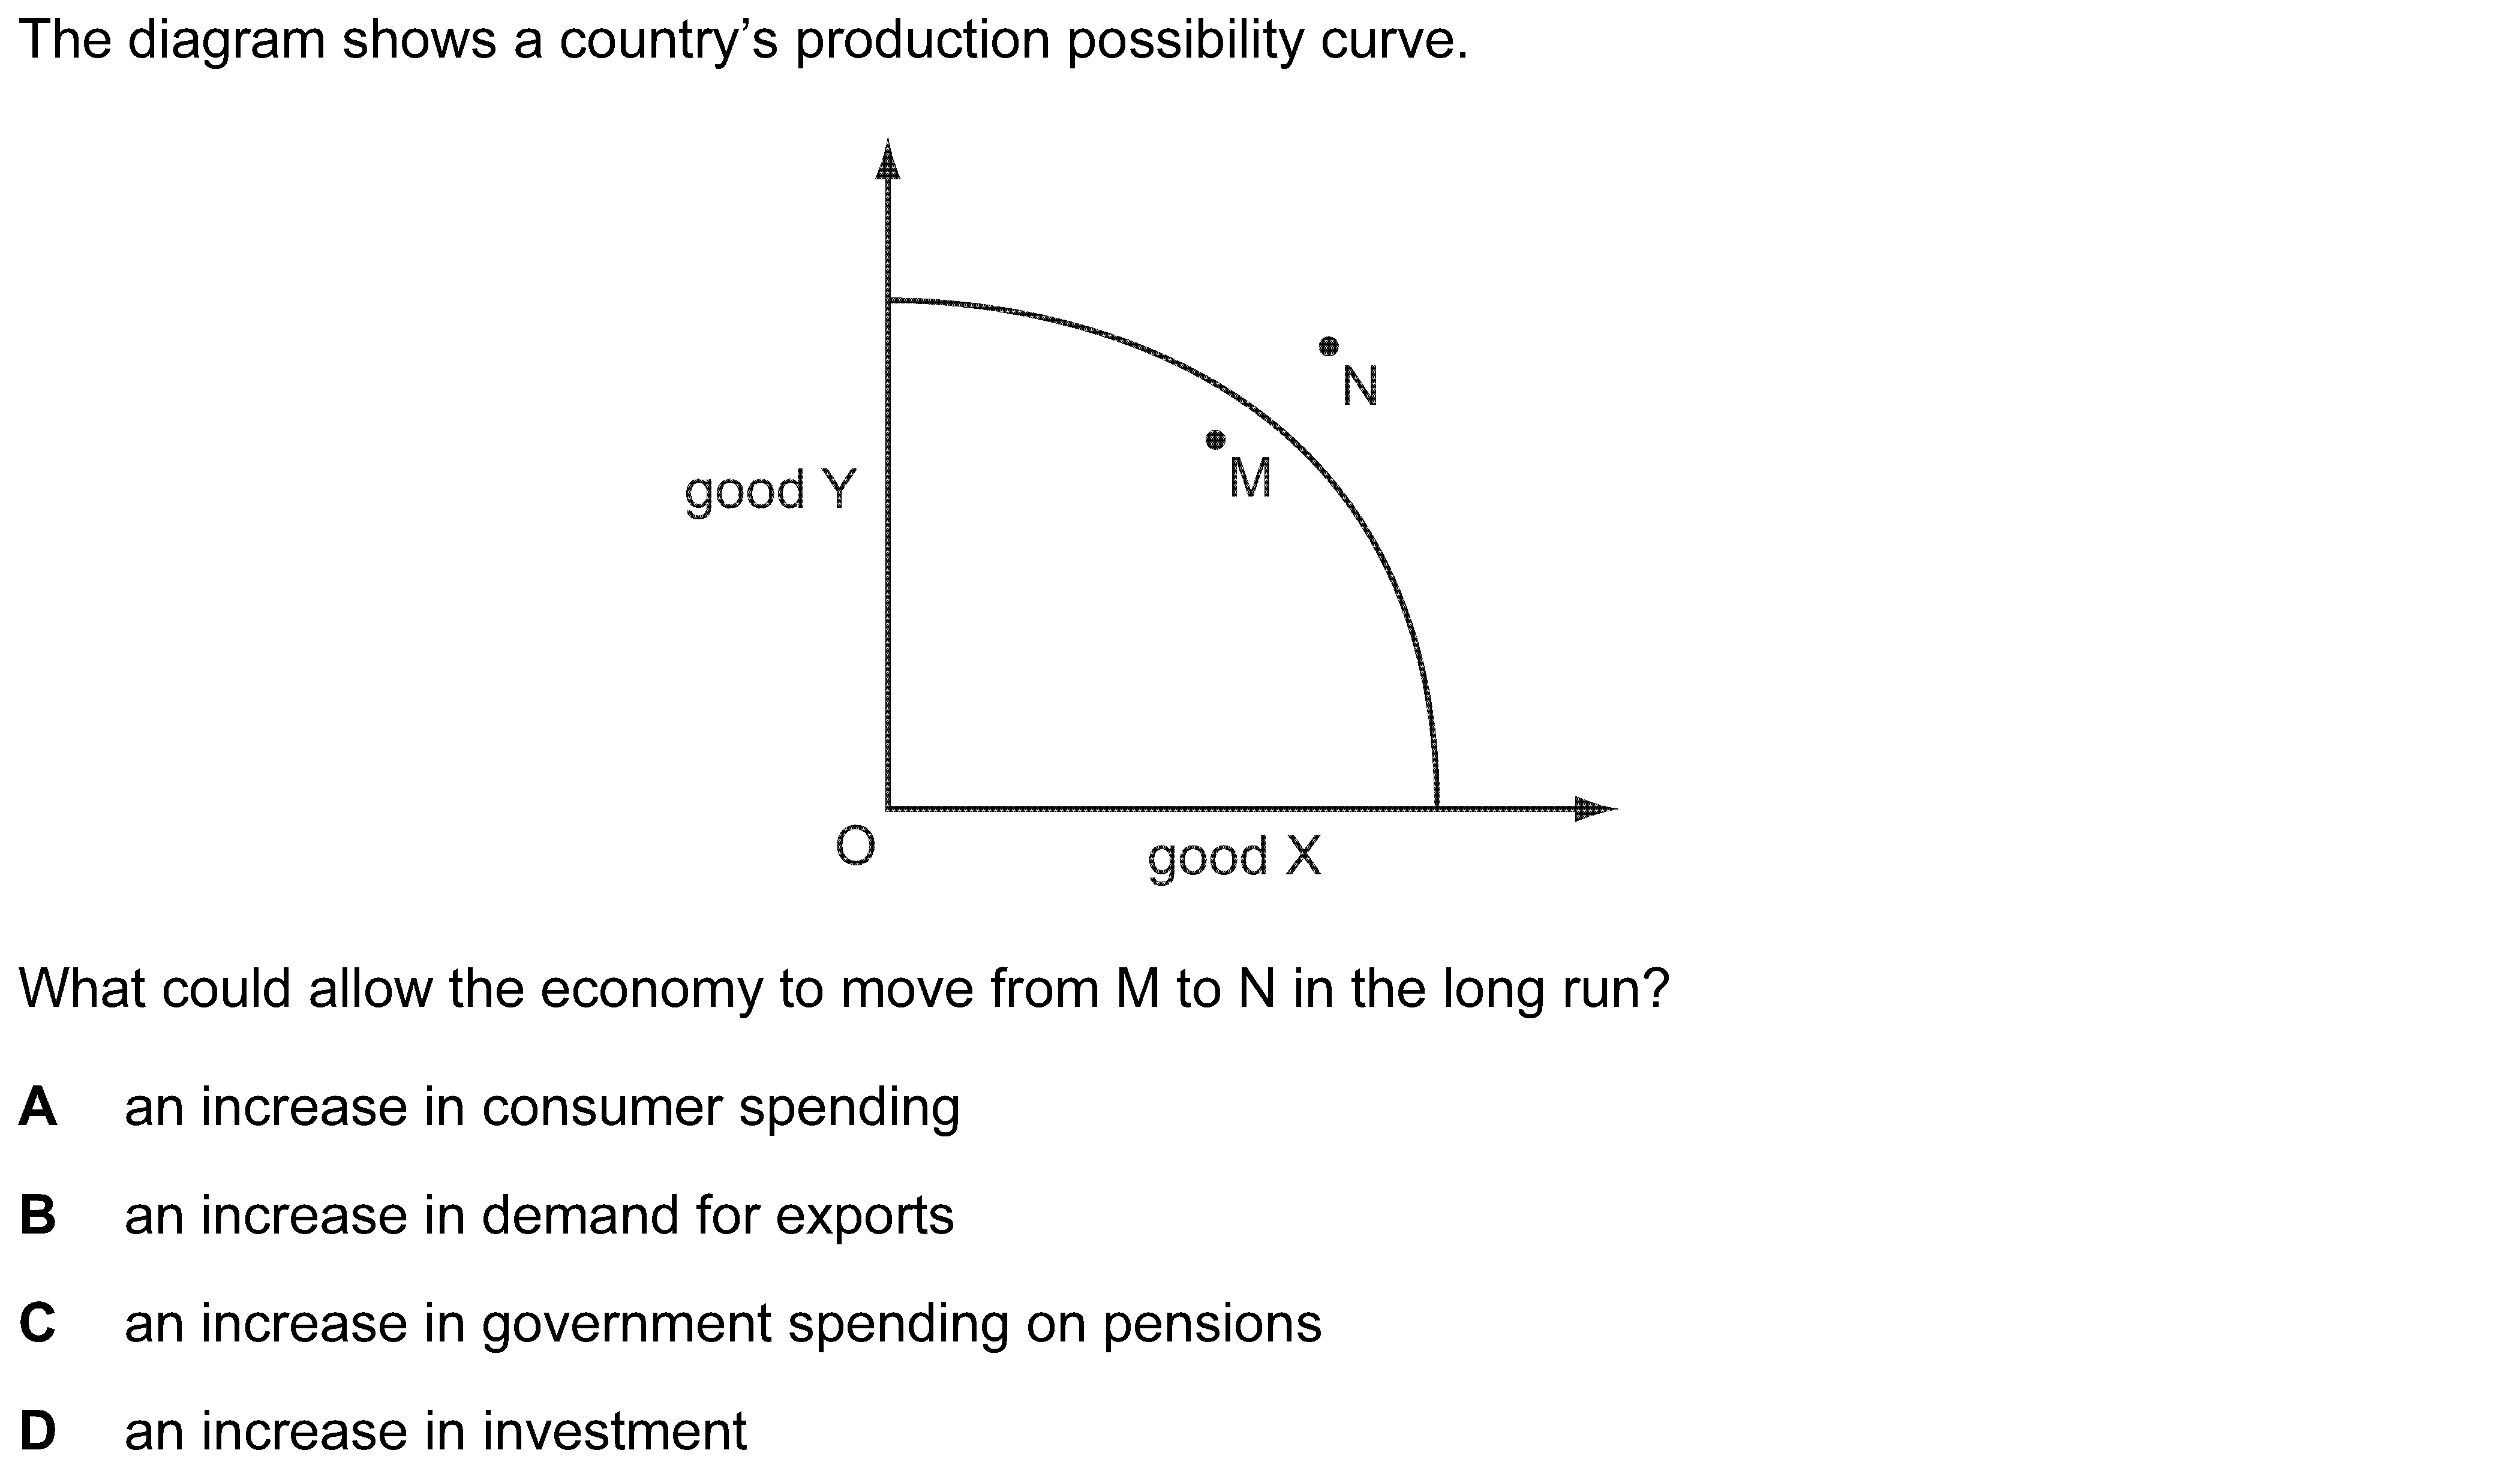 The diagram shows a country’s production possibility curve.
N
M
good Y
O
good X
What could allow the economy to move from M to N in the long run?
A an increase in consumer spending
B an increase in demand for exports
C an increase in government spending on pensions
D an increase in investment